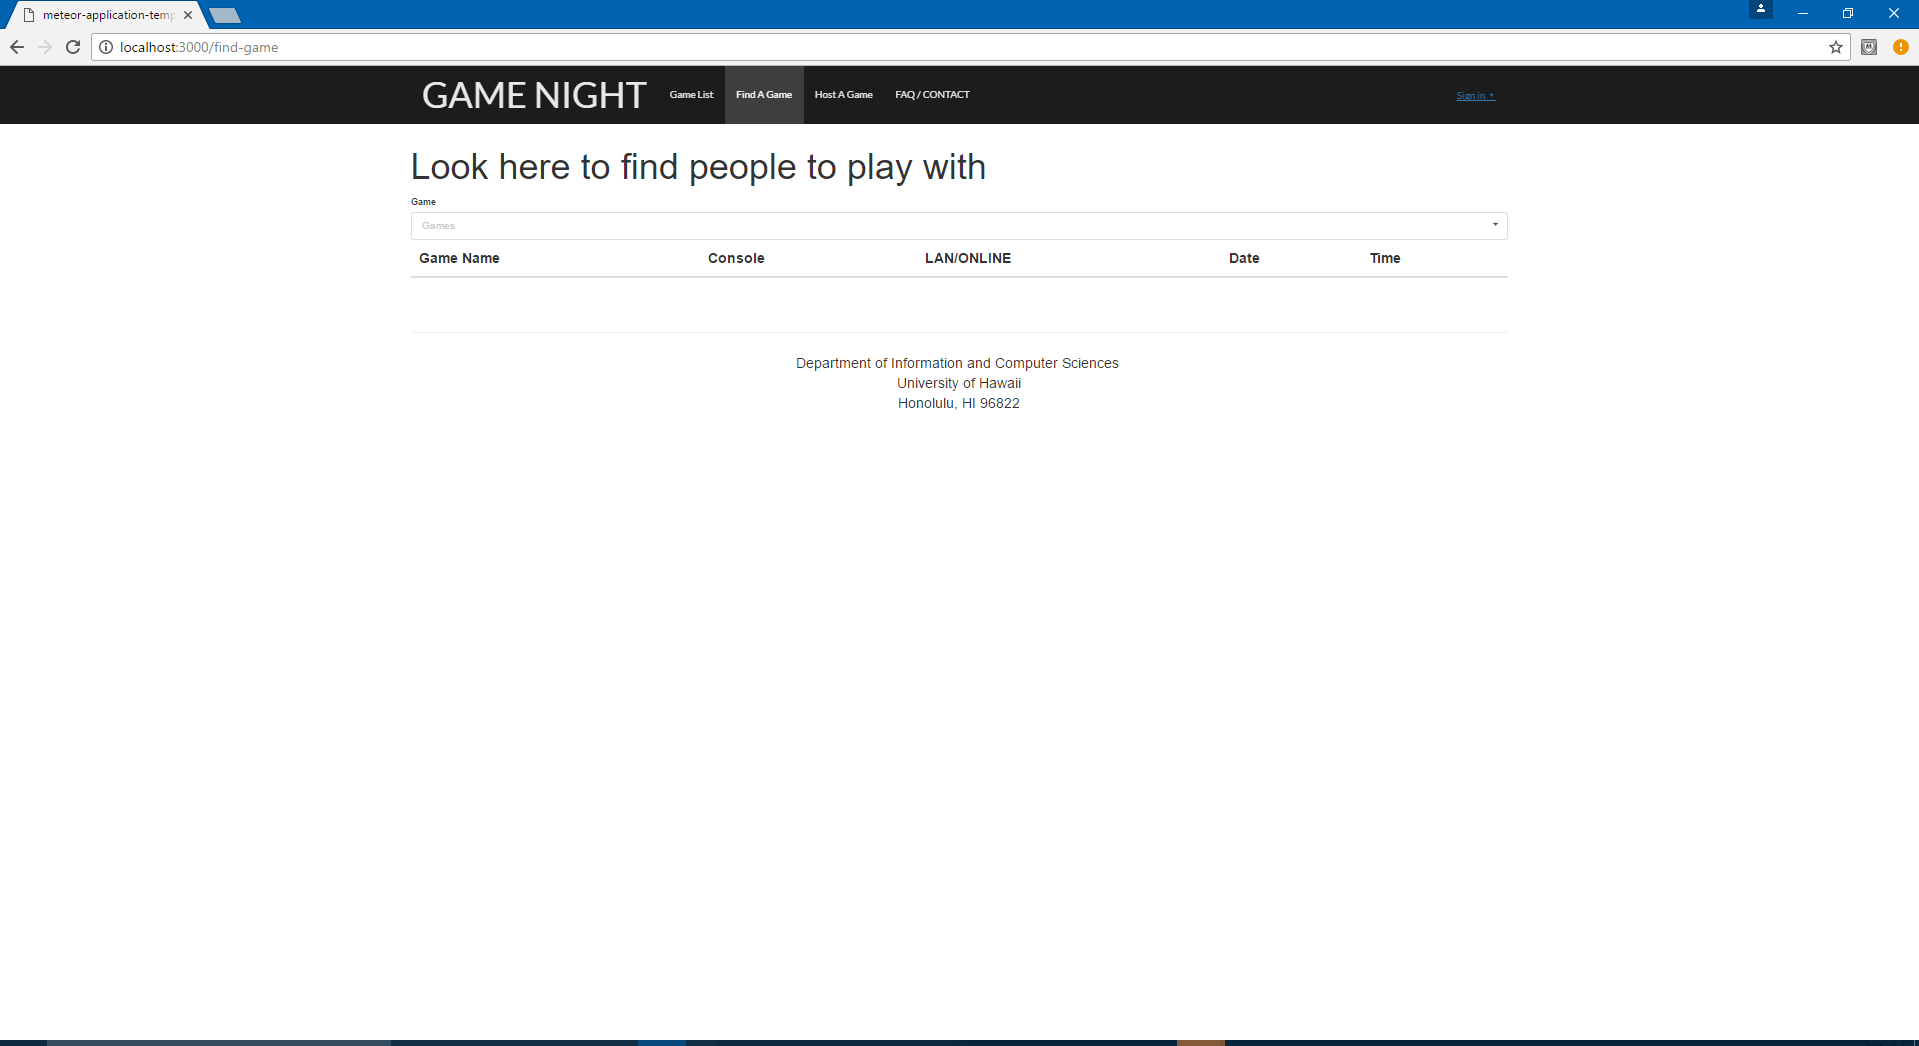 meteor-application-temp
localhost:3000/find-game
GAME NIGHT Game List Find A Game Host A Game FAQ / CONTACT Sign in
Look here to find people to play with
Game
Games
Game Name Console LAN/ONLINE Date Time
Department of Information and Computer Sciences
University of Hawaii
Honolulu, HI 96822